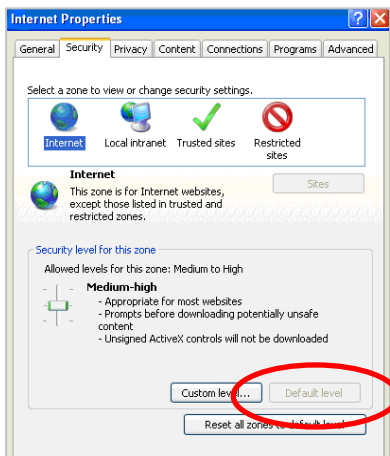 Internet Properties
General Security Privacy Content Connections Programs Advanced
Select a zone to view or change security settings.
Internet Local intranet Trusted sites Restricted
sites
Internet
Sites
This zone is for Internet websites,
except those listed in trusted and
restricted zones.
Security level for this zone
Allowed levels for this zone: Medium to High
Medium-high
- Appropriate for most websites
- Prompts before downloading potentially unsafe
content
- Unsigned ActiveX controls will not be downloaded
Custom level... Default level
Reset all zones to default level